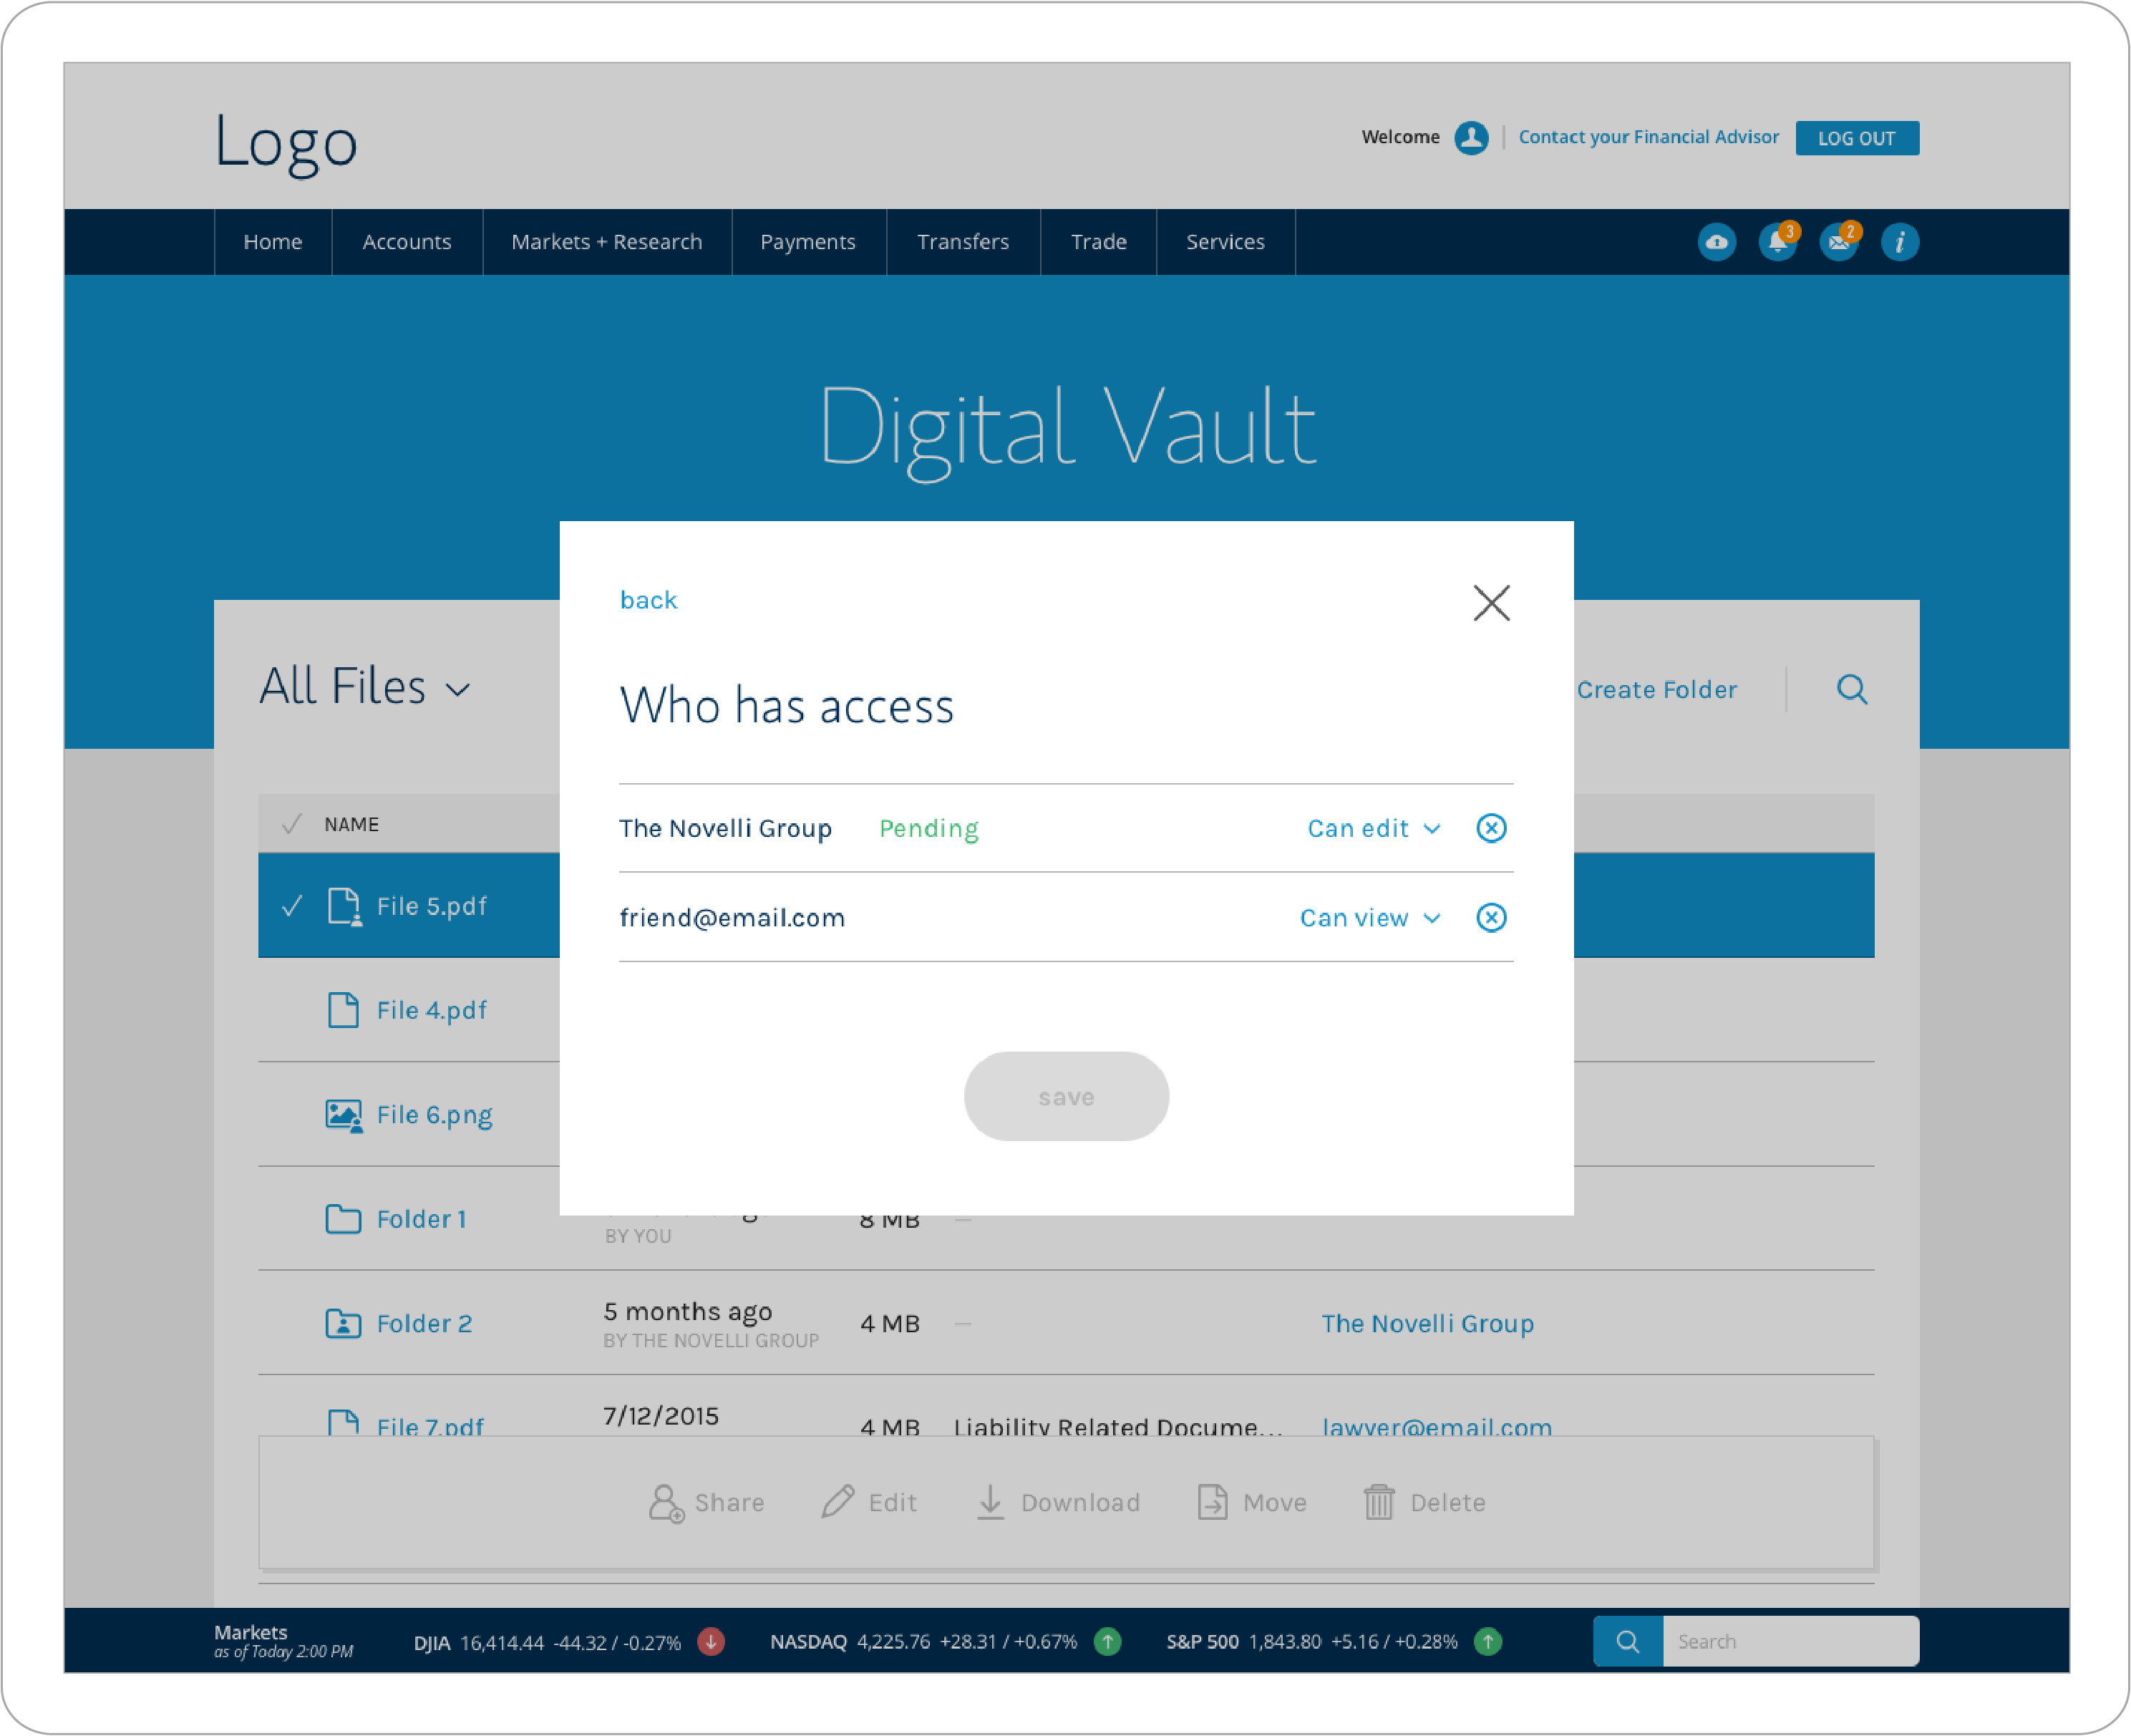 Logo
Welcome
Contact your Financial Advisor
LOG OUT
Home
Accounts
Markets + Research
Payments
Transfers
Trade
Services
3
2
i
Digital Vault
back
Who has access
The Novelli Group Pending Can edit
friend@email.com Can view
save
All Files
Create Folder
NAME
File 5.pdf
File 4.pdf
File 6.png
Folder 1 8 MB —
BY YOU
Folder 2 5 months ago 4 MB — The Novelli Group
BY THE NOVELLI GROUP
File 7.pdf 7/12/2015 4 MB Liability Related Docume... lawyer@email.com
Share
Edit
Download
Move
Delete
Markets
as of Today 2:00 PM
DJIA 16,414.44 -44.32 / -0.27%
NASDAQ 4,225.76 +28.31 / +0.67%
S&P 500 1,843.80 +5.16 / +0.28%
Search